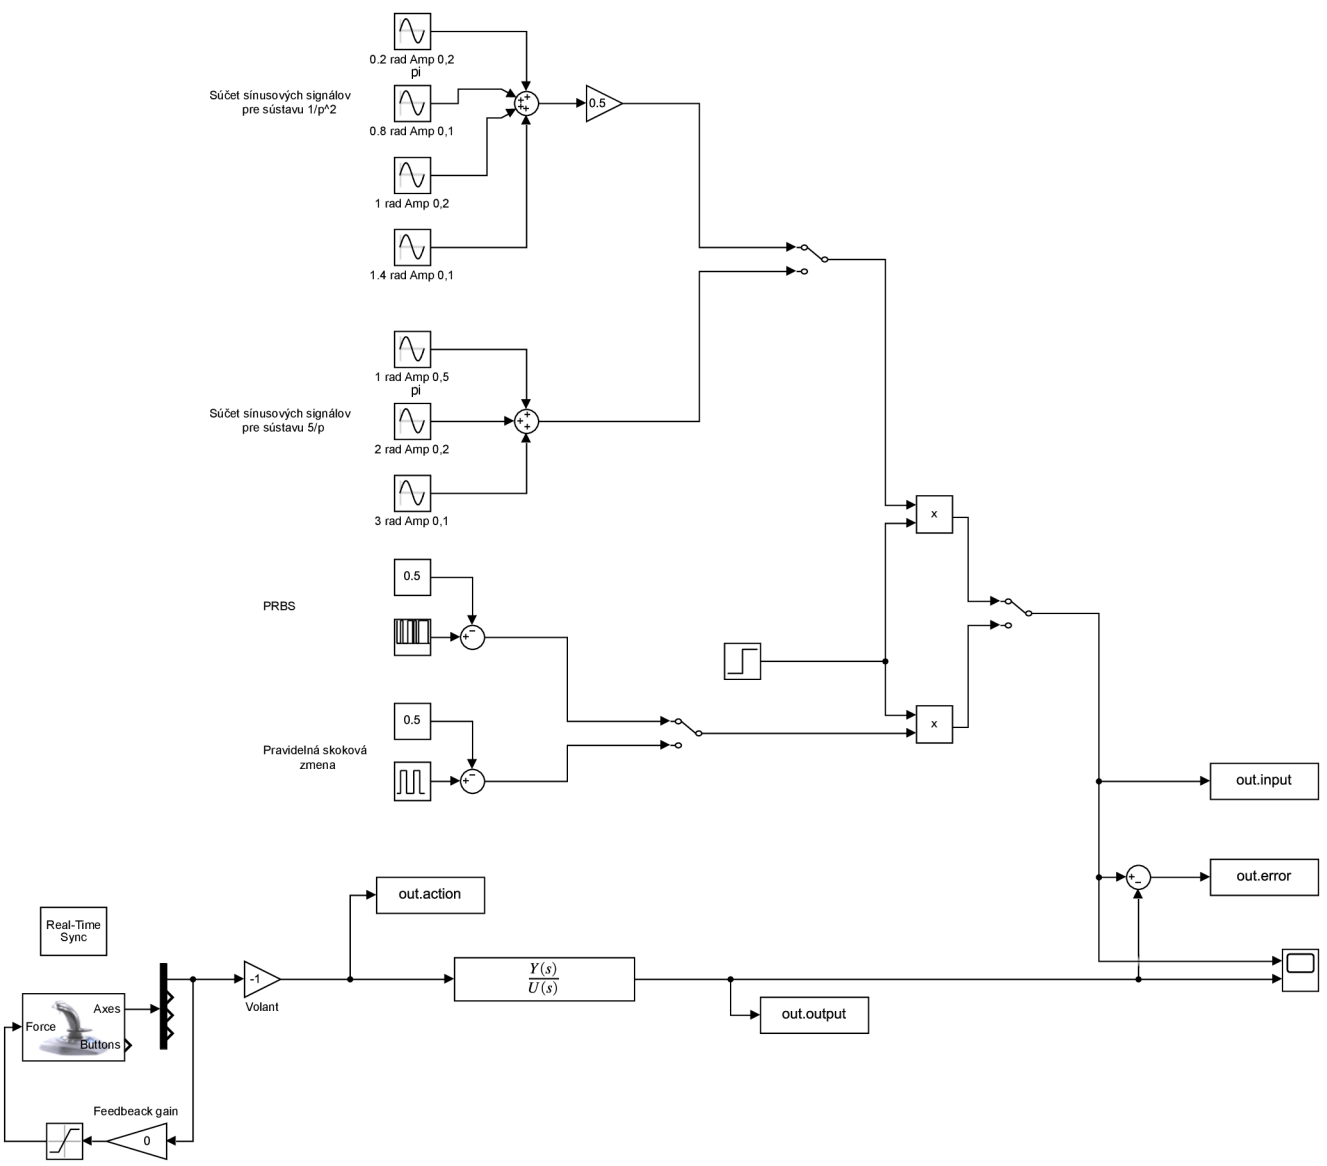 0.2 rad Amp 0,2
pi
Súčet sínusových signálov
pre sústavu 1/p^2
0.8 rad Amp 0,1
0.5
1 rad Amp 0,2
1.4 rad Amp 0,1
1 rad Amp 0,5
pi
Súčet sínusových signálov
pre sústavu 5/p
2 rad Amp 0,2
3 rad Amp 0,1
x
0.5
PRBS
0.5
x
Pravidelná skoková
zmena
out.input
out.error
out.action
Real-Time
Sync
-1
Volant
Y(s)
U(s)
out.output
Axes
Force
Buttons
Feedbeack gain
0